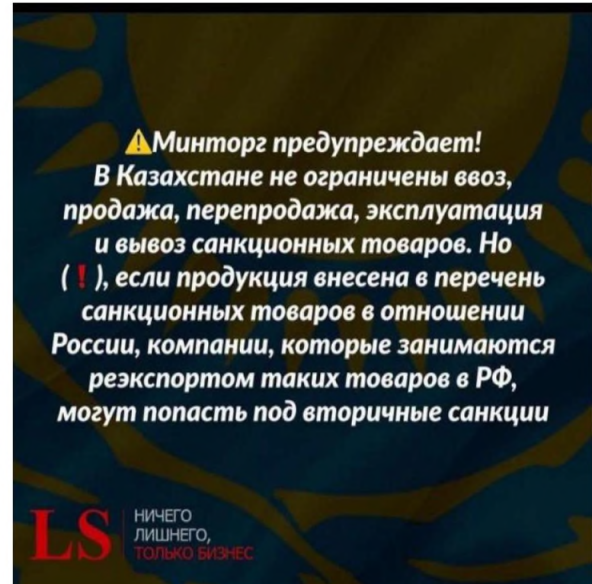 ⚠️Минторг предупреждает!
В Казахстане не ограничены ввоз,
продажа, перепродажа, эксплуатация
и вывоз санкционных товаров. Но
(❗), если продукция внесена в перечень
санкционных товаров в отношении
России, компании, которые занимаются
реэкспортом таких товаров в РФ,
могут попасть под вторичные санкции
LS
НИЧЕГО
ЛИШНЕГО,
ТОЛЬКО БИЗНЕС